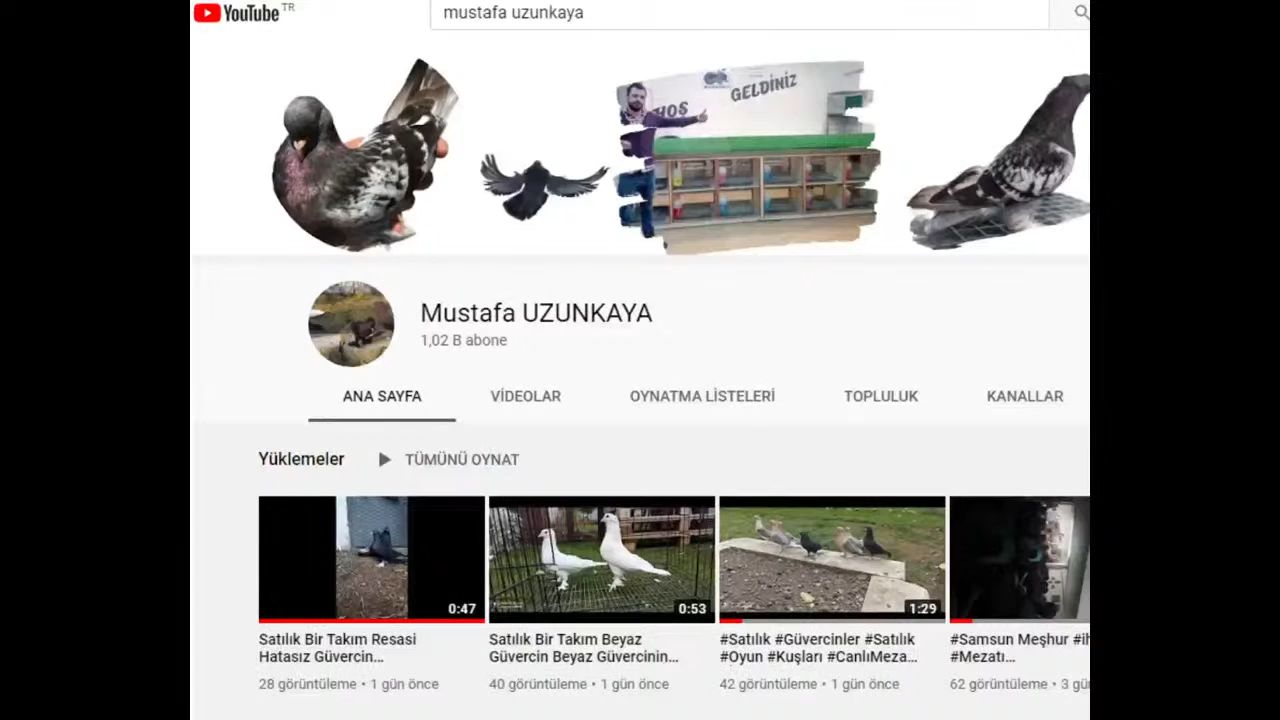 YouTube TR
mustafa uzunkaya
HOŞ GELDİNİZ
Mustafa UZUNKAYA
1,02 B abone
ANA SAYFA
VİDEOLAR
OYNATMA LİSTELERİ
TOPLULUK
KANALLAR
Yüklemeler
TÜMÜNÜ OYNAT
0:47
0:53
1:29
Satılık Bir Takım Resasi
Hatasız Güvercin...
28 görüntüleme • 1 gün önce
Satılık Bir Takım Beyaz
Güvercin Beyaz Güvercinin...
40 görüntüleme • 1 gün önce
#Satılık #Güvercinler #Satılık
#Oyun #Kuşları #CanlıMeza...
42 görüntüleme • 1 gün önce
#Samsun Meşhur #ih
#Mezatı...
62 görüntüleme • 3 gün